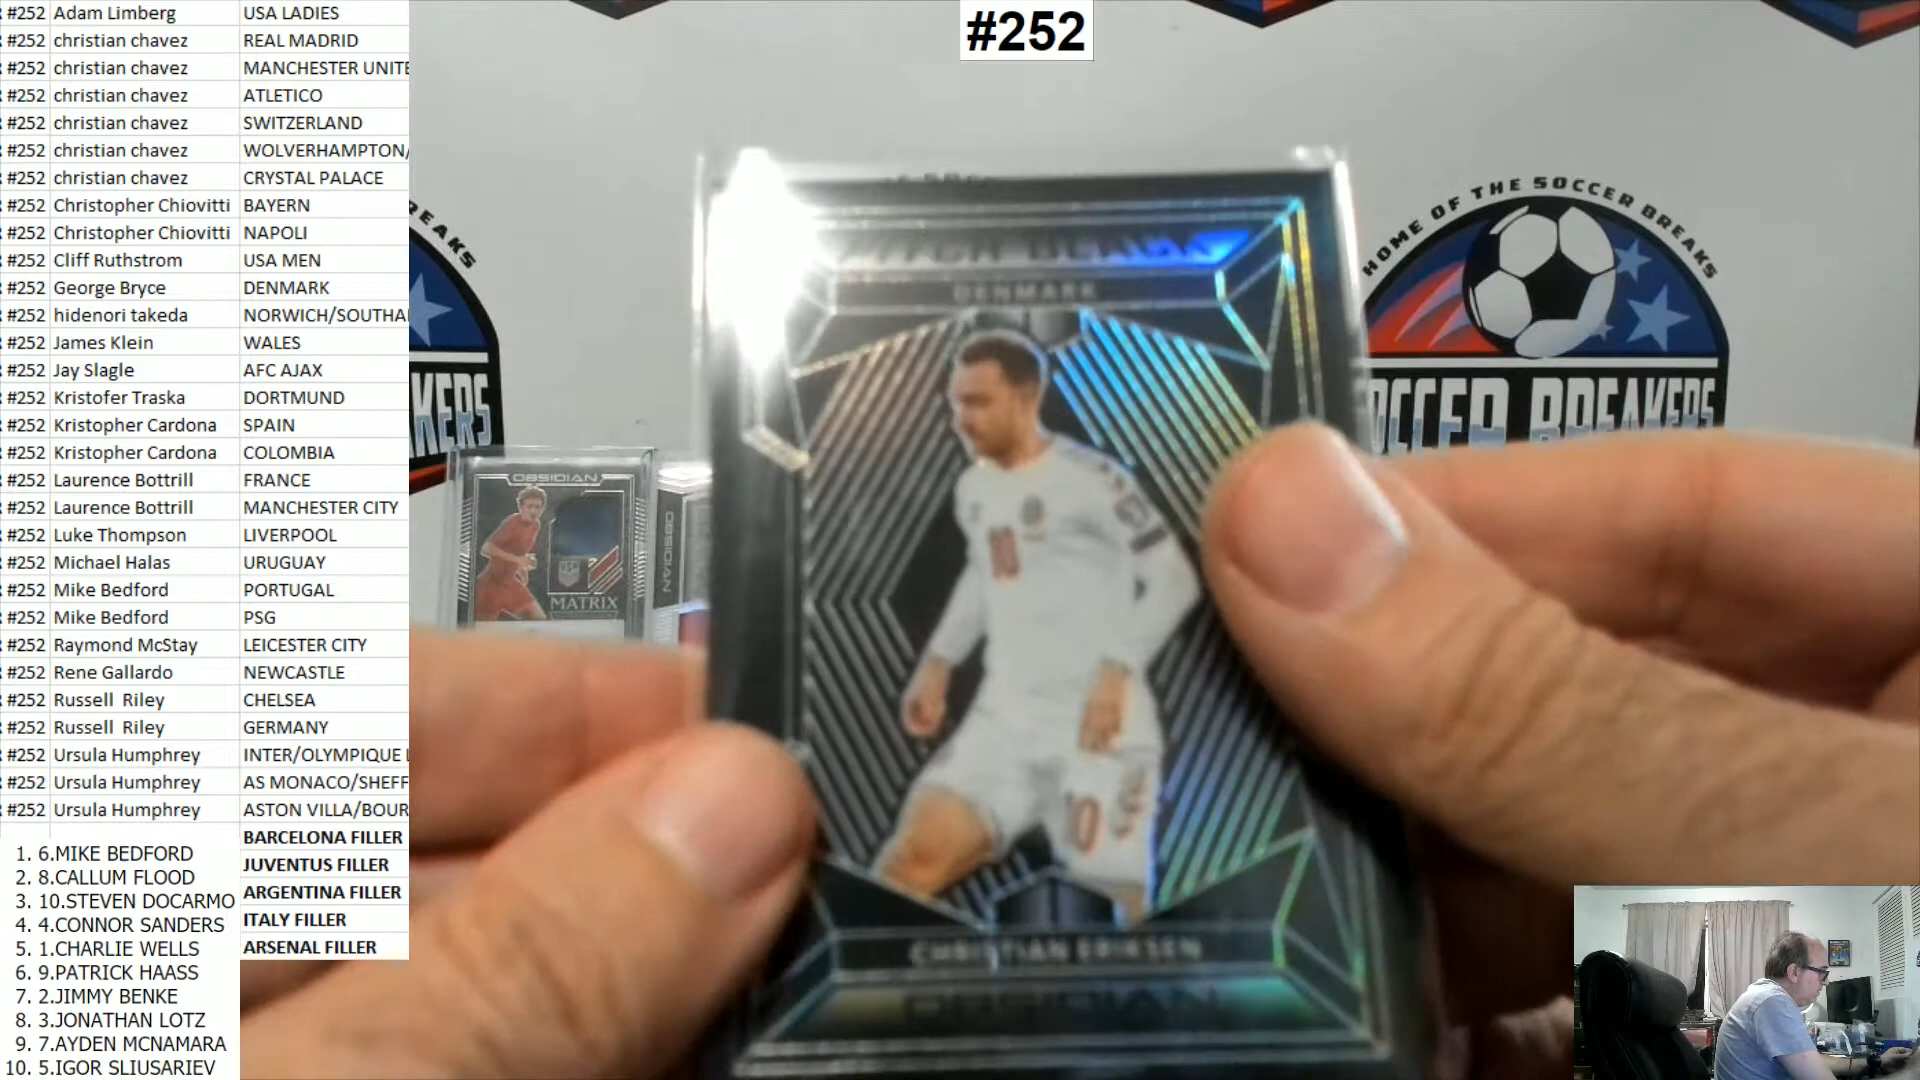 #252 Adam Limberg USA LADIES
#252 christian chavez REAL MADRID
#252 christian chavez MANCHESTER UNITE
#252 christian chavez ATLETICO
#252 christian chavez SWITZERLAND
#252 christian chavez WOLVERHAMPTON/
#252 christian chavez CRYSTAL PALACE
#252 Christopher Chiovitti BAYERN
#252 Christopher Chiovitti NAPOLI
#252 Cliff Ruthstrom USA MEN
#252 George Bryce DENMARK
#252 hidenori takeda NORWICH/SOUTHA
#252 James Klein WALES
#252 Jay Slagle AFC AJAX
#252 Kristofer Traska DORTMUND
#252 Kristopher Cardona SPAIN
#252 Kristopher Cardona COLOMBIA
#252 Laurence Bottrill FRANCE
#252 Laurence Bottrill MANCHESTER CITY
#252 Luke Thompson LIVERPOOL
#252 Michael Halas URUGUAY
#252 Mike Bedford PORTUGAL
#252 Mike Bedford PSG
#252 Raymond McStay LEICESTER CITY
#252 Rene Gallardo NEWCASTLE
#252 Russell Riley CHELSEA
#252 Russell Riley GERMANY
#252 Ursula Humphrey INTER/OLYMPIQUE
#252 Ursula Humphrey AS MONACO/SHEFF
#252 Ursula Humphrey ASTON VILLA/BOUR
BARCELONA FILLER
JUVENTUS FILLER
ARGENTINA FILLER
ITALY FILLER
ARSENAL FILLER
1. 6.MIKE BEDFORD
2. 8.CALLUM FLOOD
3. 10.STEVEN DOCARMO
4. 4.CONNOR SANDERS
5. 1.CHARLIE WELLS
6. 9.PATRICK HAASS
7. 2.JIMMY BENKE
8. 3.JONATHAN LOTZ
9. 7.AYDEN MCNAMARA
10. 5.IGOR SLIUSARIEV
#252
REAKS
KERS
OBSIDIAN
MATRIX
OBSIDIAN
DENMARK
10
10
CHRISTIAN ERIKSEN
OBSIDIAN
HOME OF THE SOCCER BREAKS
SOCCER BREAKERS